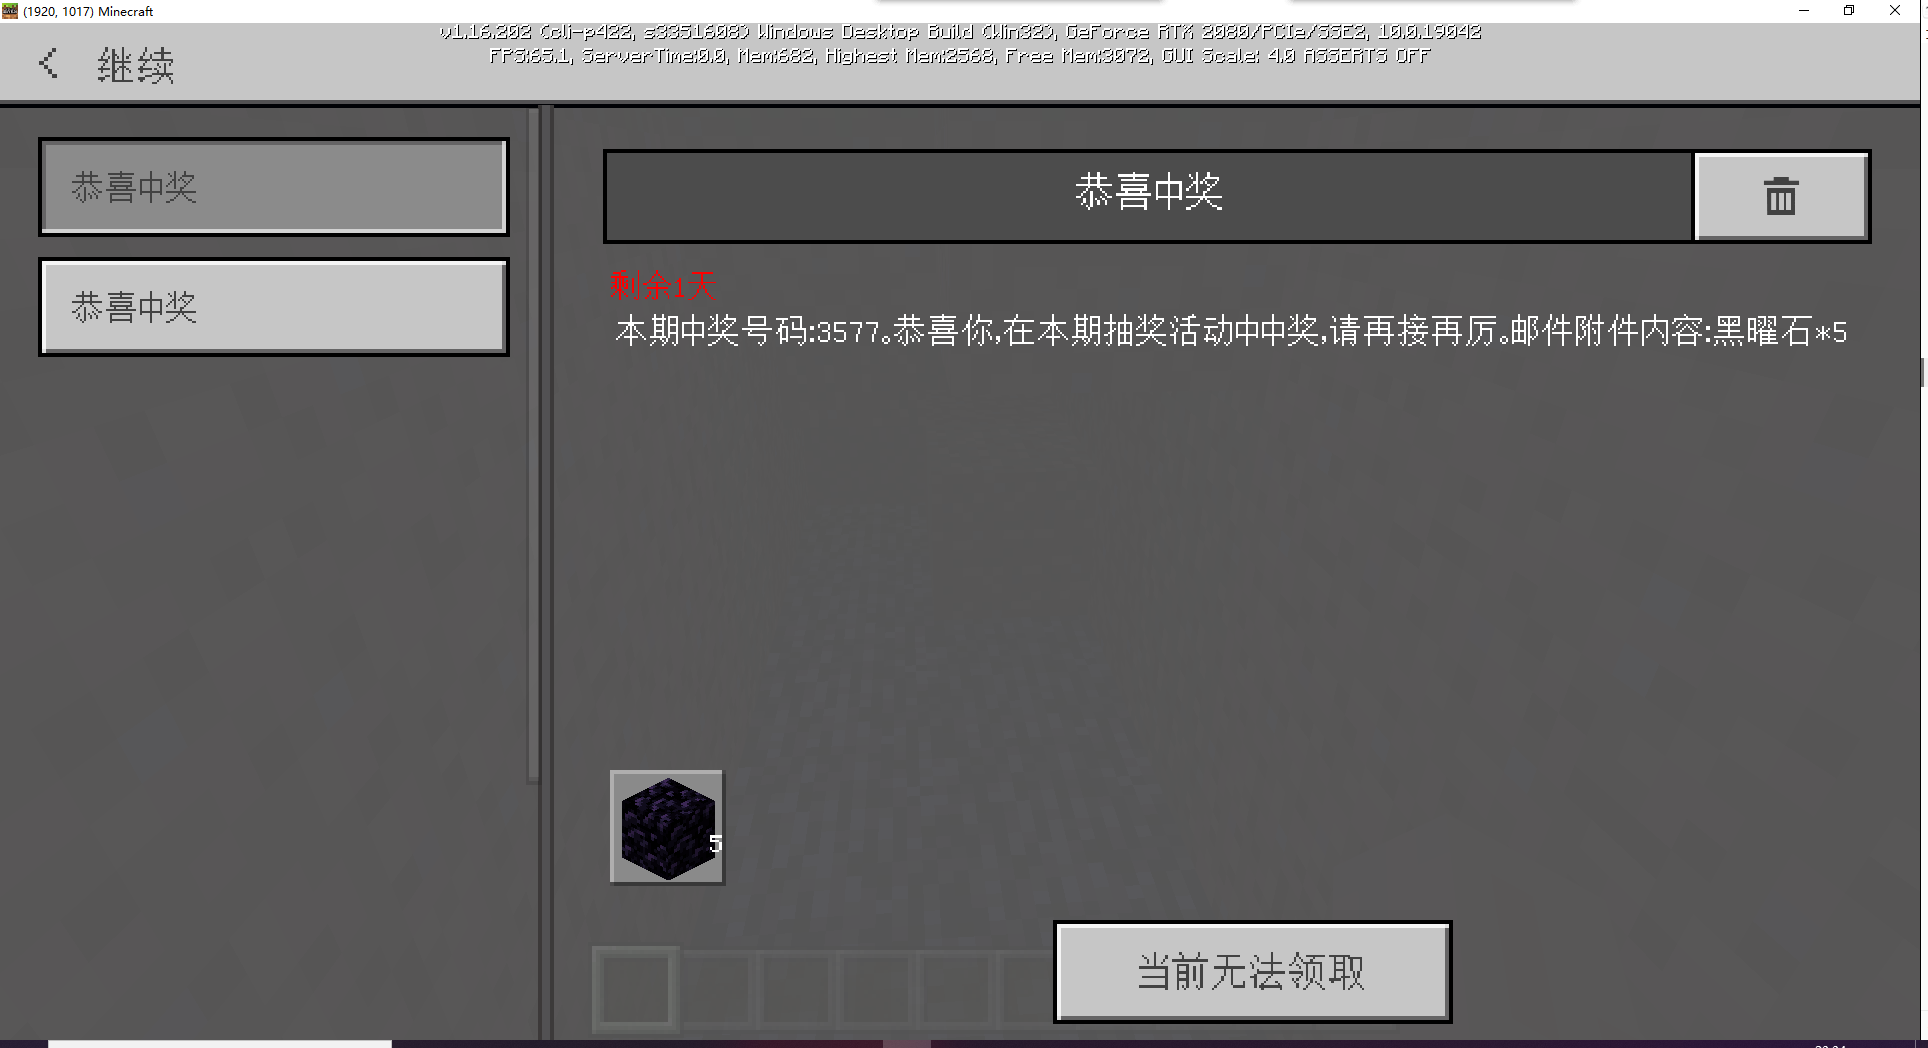 (1920, 1017) Minecraft
v1.16.202 (cli-p422, s3351608) Windows Desktop Build (Win32), GeForce RTX 2080/PCIe/SSE2, 10.0.19042
FPS:65.1, ServerTime:0.0, Mem:682, Highest Mem:2568, Free Mem:3072, GUI Scale: 4.0 ASSERTS OFF
继续
恭喜中奖
恭喜中奖
恭喜中奖
剩余1天
本期中奖号码:3577。恭喜你,在本期抽奖活动中中奖,请再接再厉。邮件附件内容:黑曜石*5
5
当前无法领取